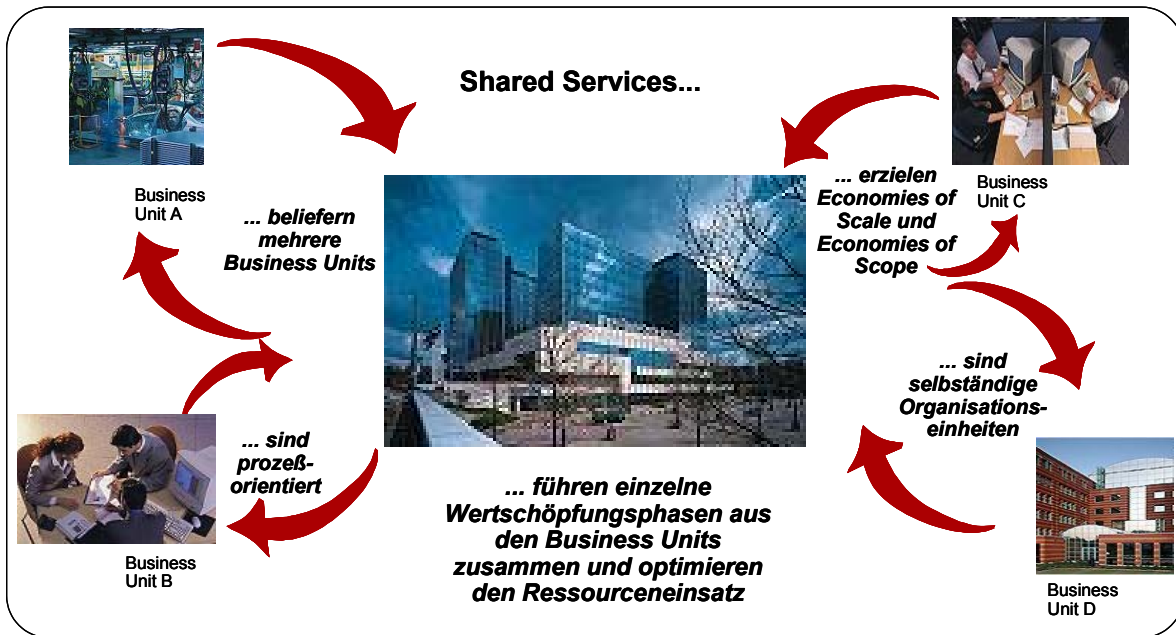 Shared Services...
Business
Unit A
... beliefern
mehrere
Business Units
... erzielen
Economies of
Scale und
Economies of
Scope
Business
Unit C
... sind
selbständige
Organisations-
einheiten
... sind
prozeß-
orientiert
Business
Unit B
... führen einzelne
Wertschöpfungsphasen aus
den Business Units
zusammen und optimieren
den Ressourceneinsatz
Business
Unit D